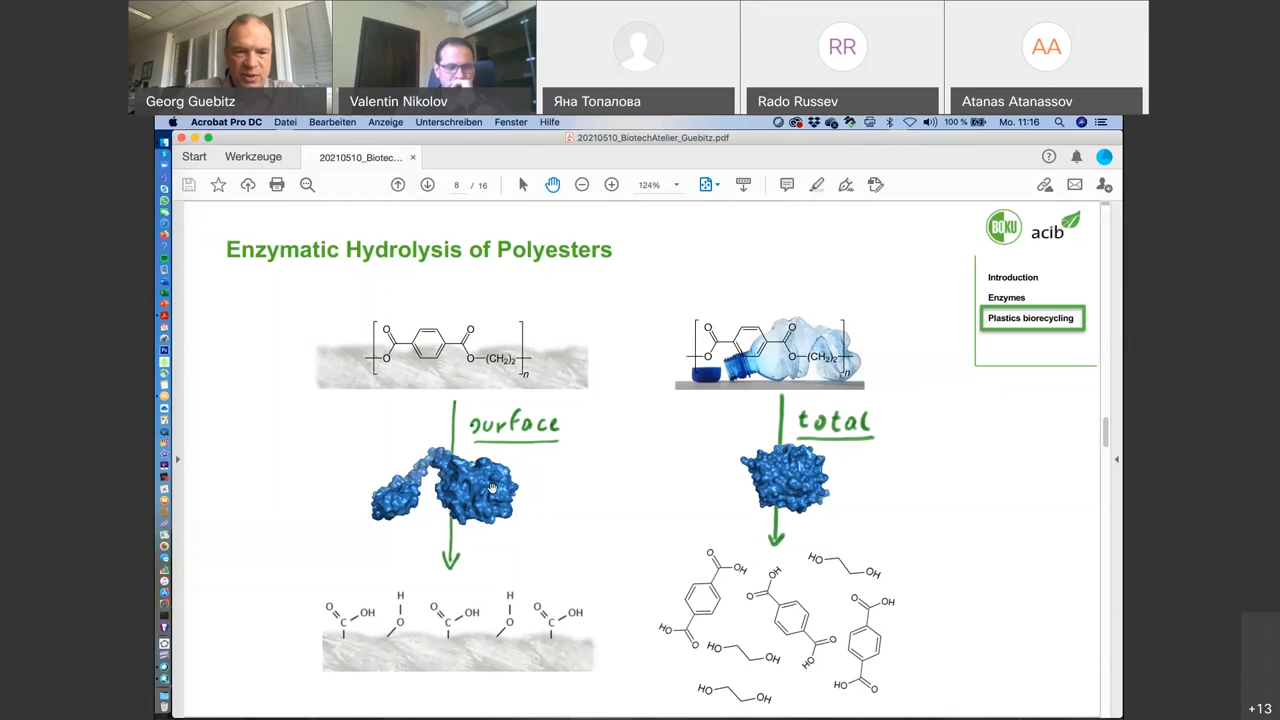 RR
AA
Georg Guebitz
Valentin Nikolov
Яна Топалова
Rado Russev
Atanas Atanassov
Acrobat Pro DC Datei Bearbeiten Anzeige Unterschreiben Fenster Hilfe
100 % Mo. 11:16
20210510_BiotechAtelier_Guebitz.pdf
Start Werkzeuge 20210510_Biotec... ×
8 / 16 124%
BOKU acib
Enzymatic Hydrolysis of Polyesters
Introduction
Enzymes
Plastics biorecycling
O O
O O—(CH2)2
n
O O
O O—(CH2)2
n
surface
total
O OH HO OH
OH O
O OH H O OH H O OH
C O C O C
HO O HO OH O HO
HO OH HO O
HO OH
+13